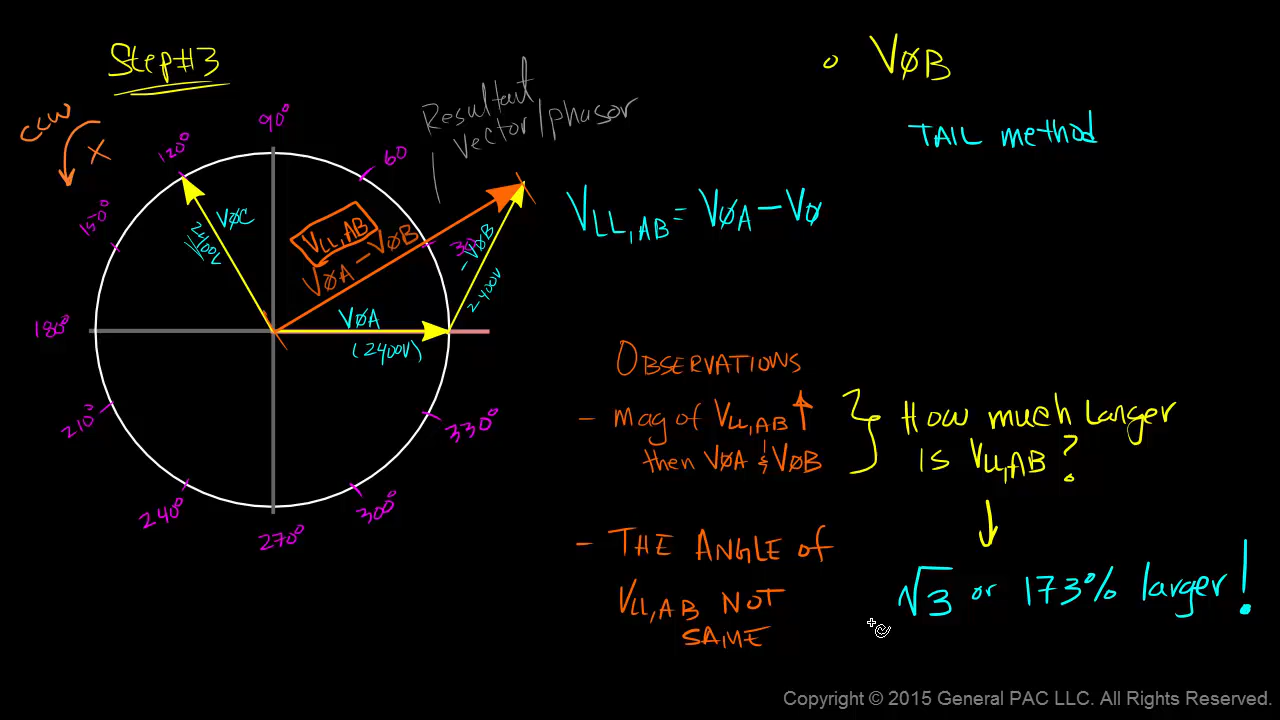 Step#3
CCW
X
90°
120°
60
150°
30
180°
210°
240°
270°
300°
330°
Resultant
Vector/phasor
VØC
2400V
VLL,AB
VØA-VØB
-VØB
2400V
VØA
(2400V)
o VØB
TAIL method
VLL,AB = VØA - VØ
OBSERVATIONS
- mag of VLL,AB ↑
then VØA & VØB
} How much Larger
is VLL,AB?
↓
√3 or 173% larger!
- THE ANGLE of
VLL,AB NOT
SAME
Copyright © 2015 General PAC LLC. All Rights Reserved.